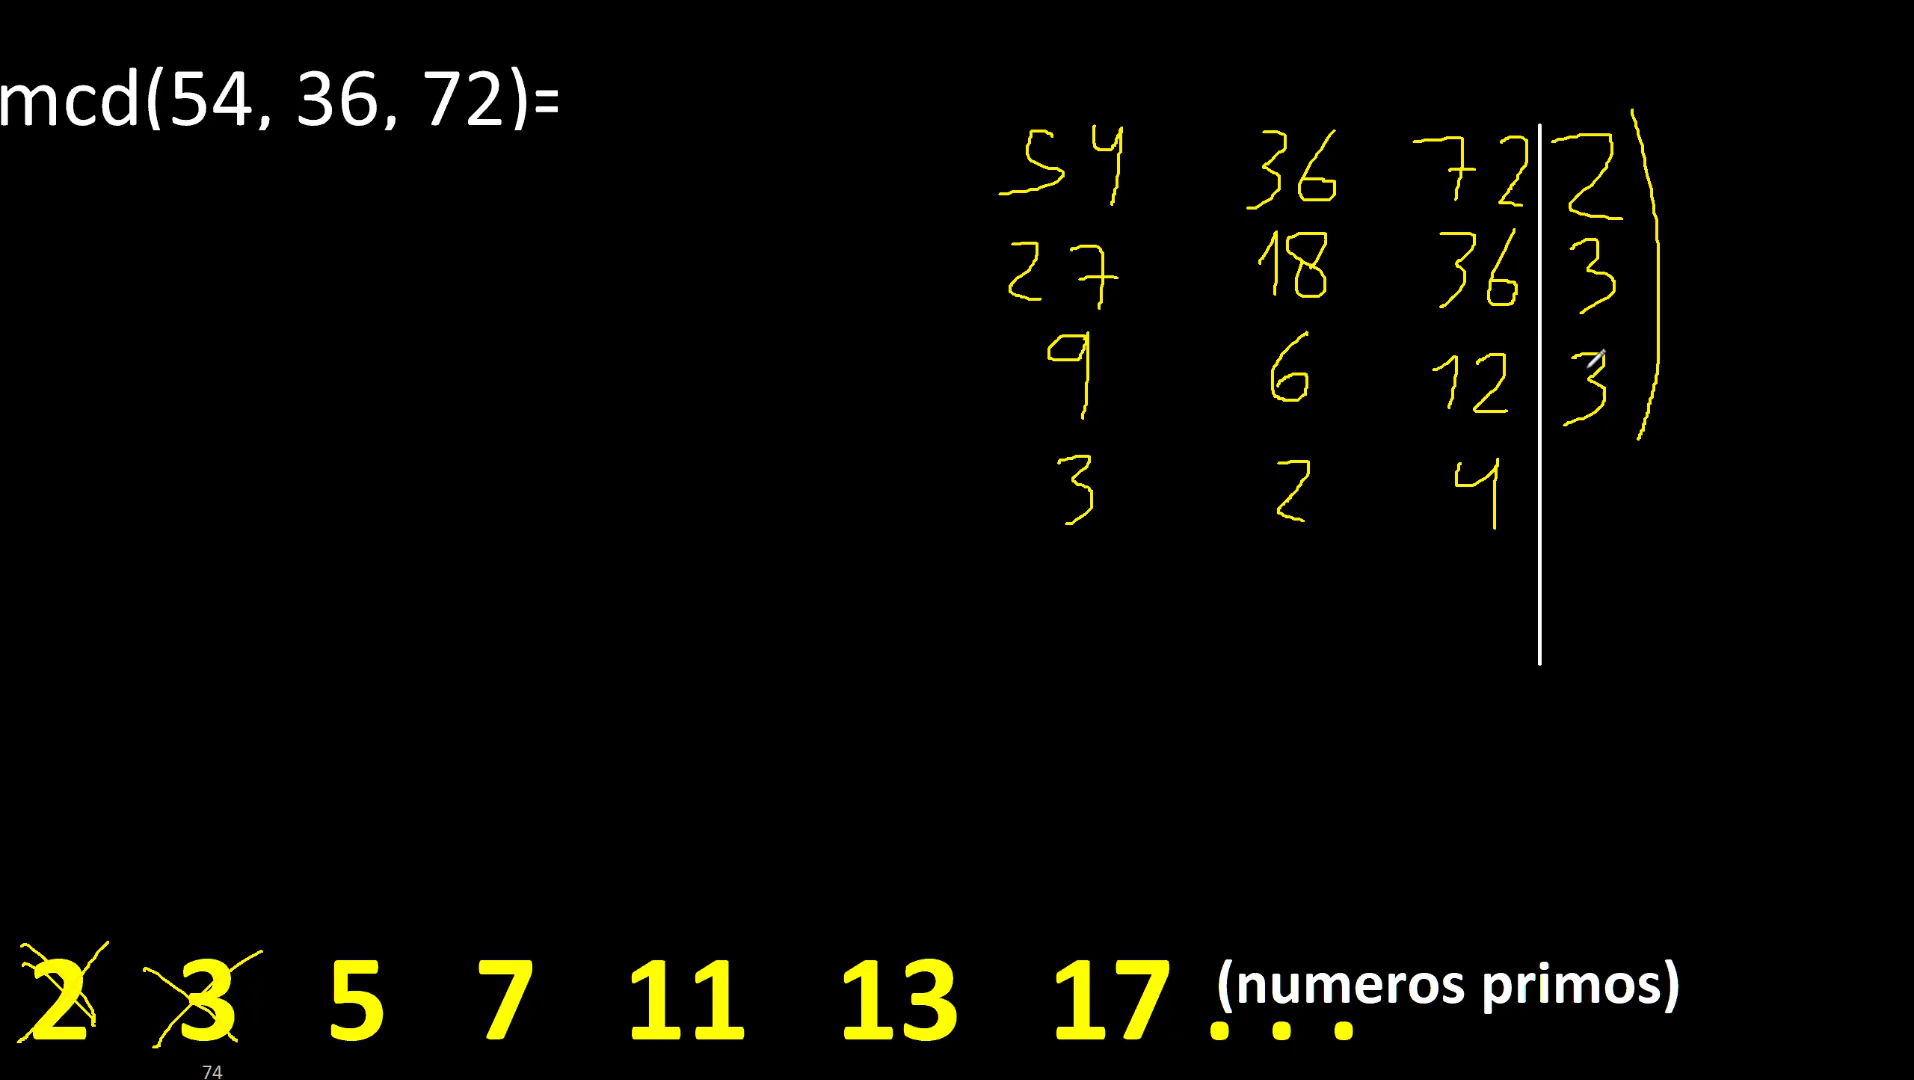 mcd(54, 36, 72)=
54 36 72 2
27 18 36 3
9 6 12 3
3 2 4
2 3 5 7 11 13 17 . . . (numeros primos)
74